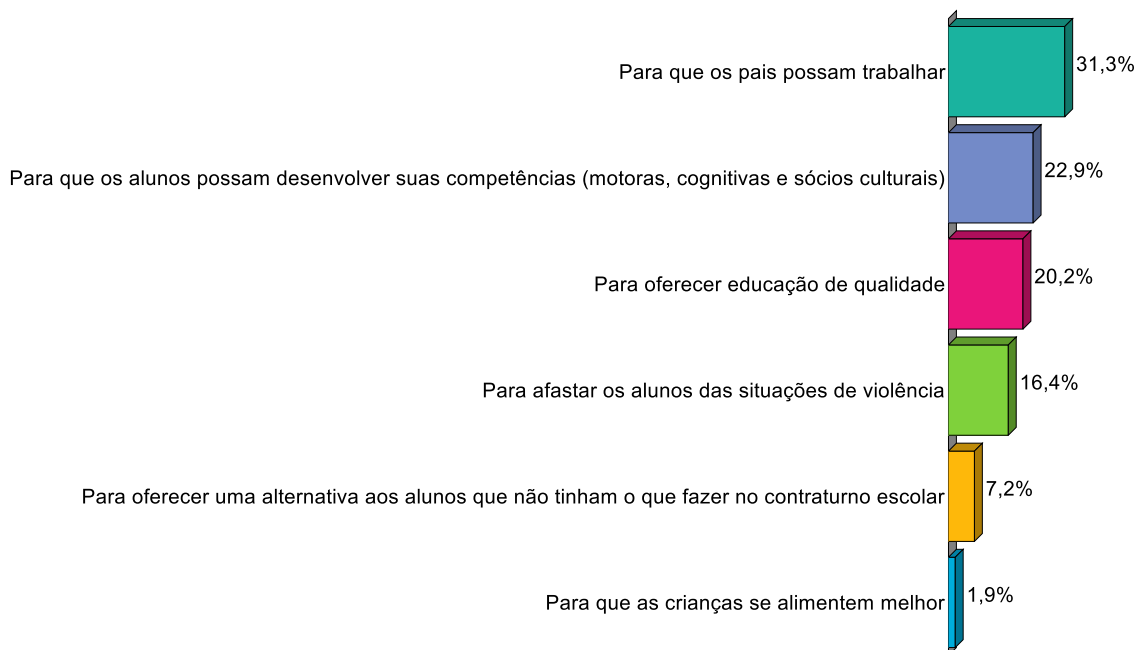 Para que os pais possam trabalhar 31,3%
Para que os alunos possam desenvolver suas competências (motoras, cognitivas e sócios culturais) 22,9%
Para oferecer educação de qualidade 20,2%
Para afastar os alunos das situações de violência 16,4%
Para oferecer uma alternativa aos alunos que não tinham o que fazer no contraturno escolar 7,2%
Para que as crianças se alimentem melhor 1,9%